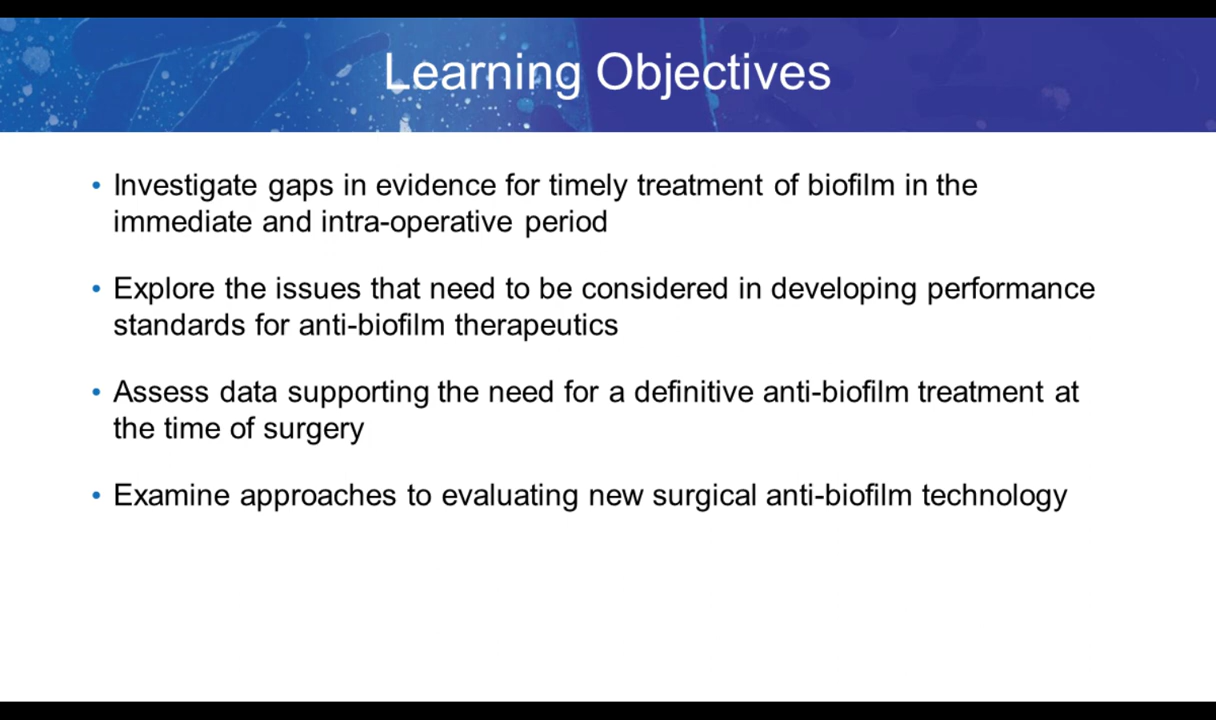 Learning Objectives
• Investigate gaps in evidence for timely treatment of biofilm in the
immediate and intra-operative period
• Explore the issues that need to be considered in developing performance
standards for anti-biofilm therapeutics
• Assess data supporting the need for a definitive anti-biofilm treatment at
the time of surgery
• Examine approaches to evaluating new surgical anti-biofilm technology